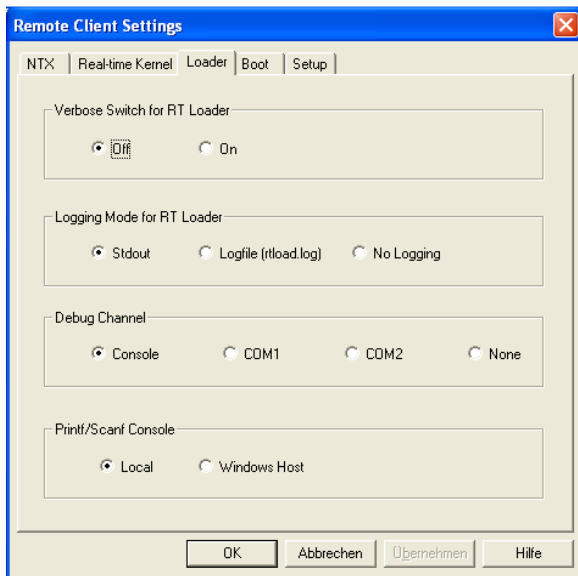 Remote Client Settings
NTX Real-time Kernel Loader Boot Setup
Verbose Switch for RT Loader
Off On
Logging Mode for RT Loader
Stdout Logfile (rtload.log) No Logging
Debug Channel
Console COM1 COM2 None
Printf/Scanf Console
Local Windows Host
OK Abbrechen Übernehmen Hilfe